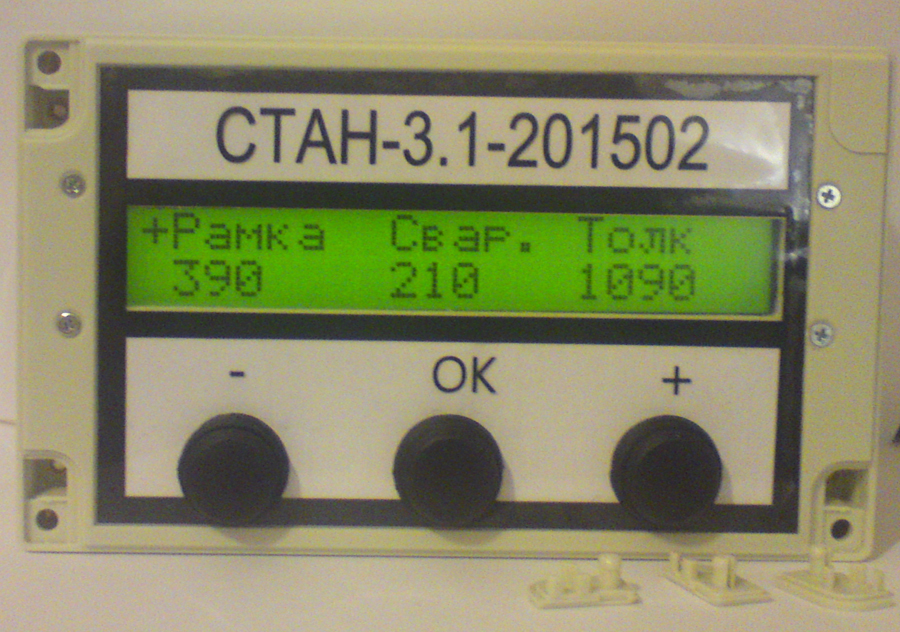 СТАН-3.1-201502
+Рамка Свар. Толк
390 210 1090
- OK +